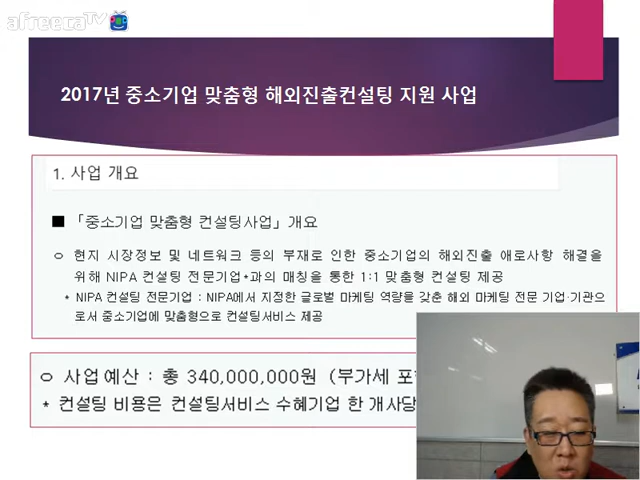 afreecaTV
2017년 중소기업 맞춤형 해외진출컨설팅 지원 사업
1. 사업 개요
■ 「중소기업 맞춤형 컨설팅사업」개요
○ 현지 시장정보 및 네트워크 등의 부재로 인한 중소기업의 해외진출 애로사항 해결을
위해 NIPA 컨설팅 전문기업*과의 매칭을 통한 1:1 맞춤형 컨설팅 제공
* NIPA 컨설팅 전문기업 : NIPA에서 지정한 글로벌 마케팅 역량을 갖춘 해외 마케팅 전문 기업·기관으
로서 중소기업에 맞춤형으로 컨설팅서비스 제공
○ 사업예산 : 총 340,000,000원 (부가세 포
* 컨설팅 비용은 컨설팅서비스 수혜기업 한 개사당